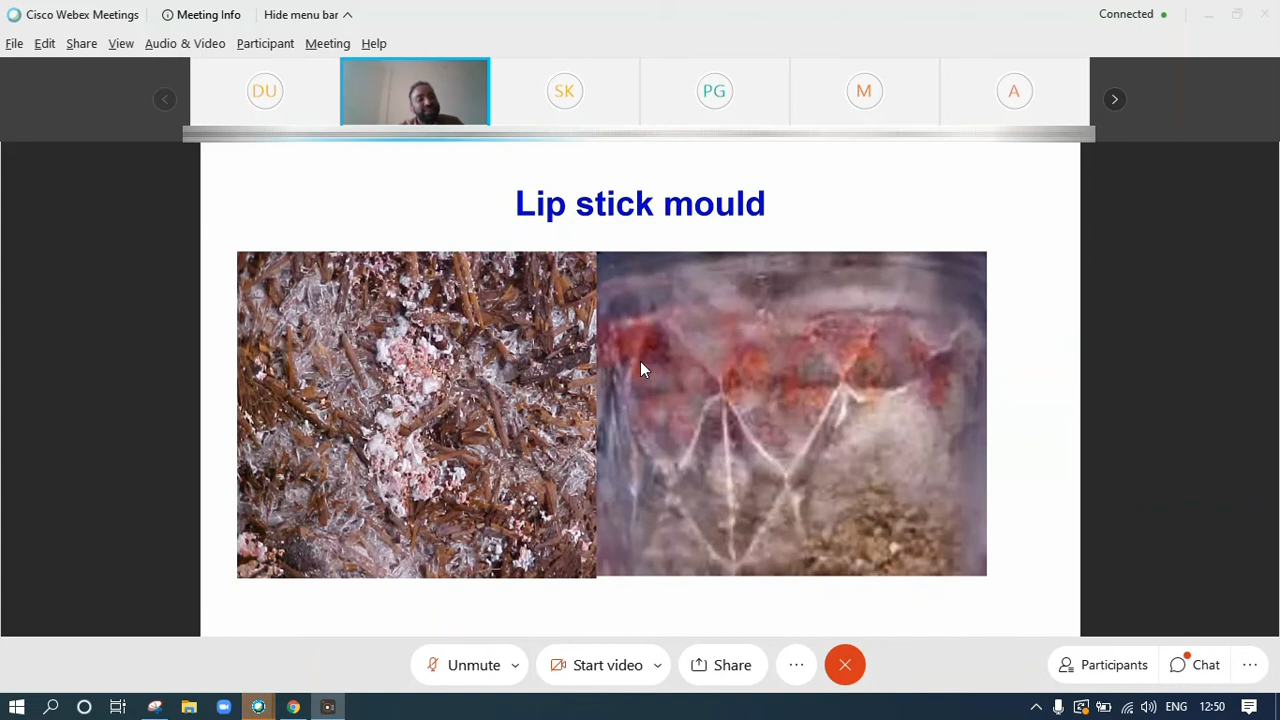 Cisco Webex Meetings Meeting Info Hide menu bar Connected
File Edit Share View Audio & Video Participant Meeting Help
DU SK PG M A
Lip stick mould
Unmute Start video Share Participants Chat
ENG 12:50